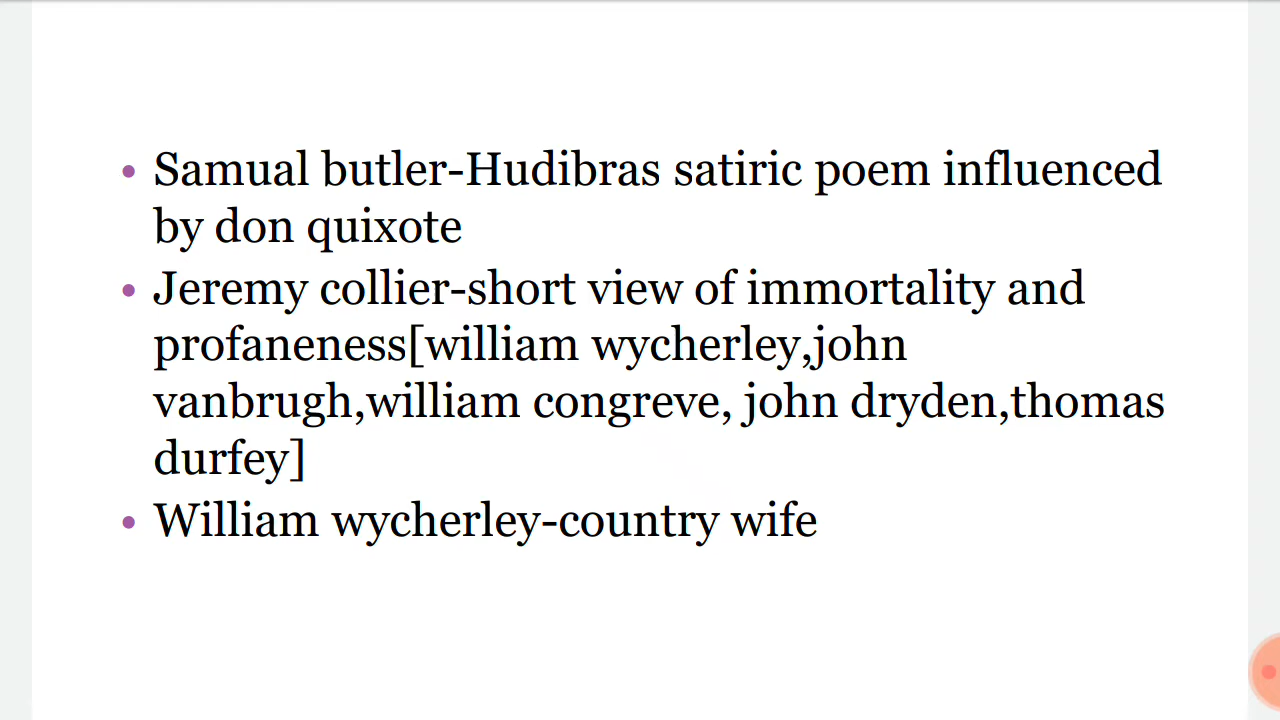 • Samual butler-Hudibras satiric poem influenced
by don quixote
• Jeremy collier-short view of immortality and
profaneness[william wycherley,john
vanbrugh,william congreve, john dryden,thomas
durfey]
• William wycherley-country wife